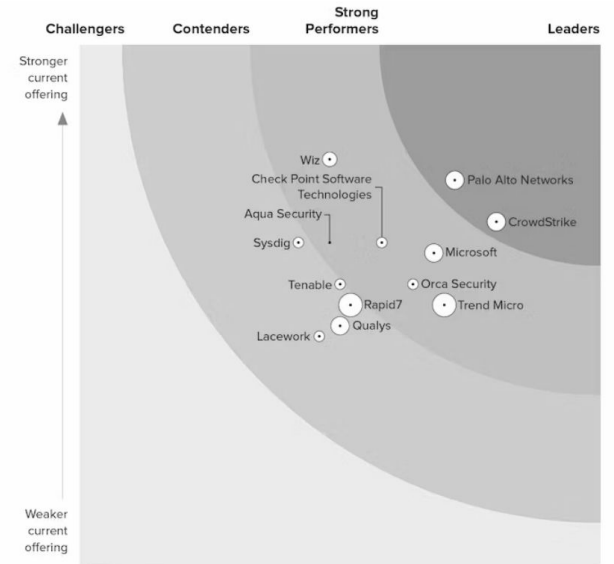 Strong
Challengers Contenders Performers Leaders
Stronger
current
offering
Wiz
Check Point Software
Technologies
Palo Alto Networks
Aqua Security
CrowdStrike
Sysdig
Microsoft
Tenable
Orca Security
Rapid7
Trend Micro
Qualys
Lacework
Weaker
current
offering